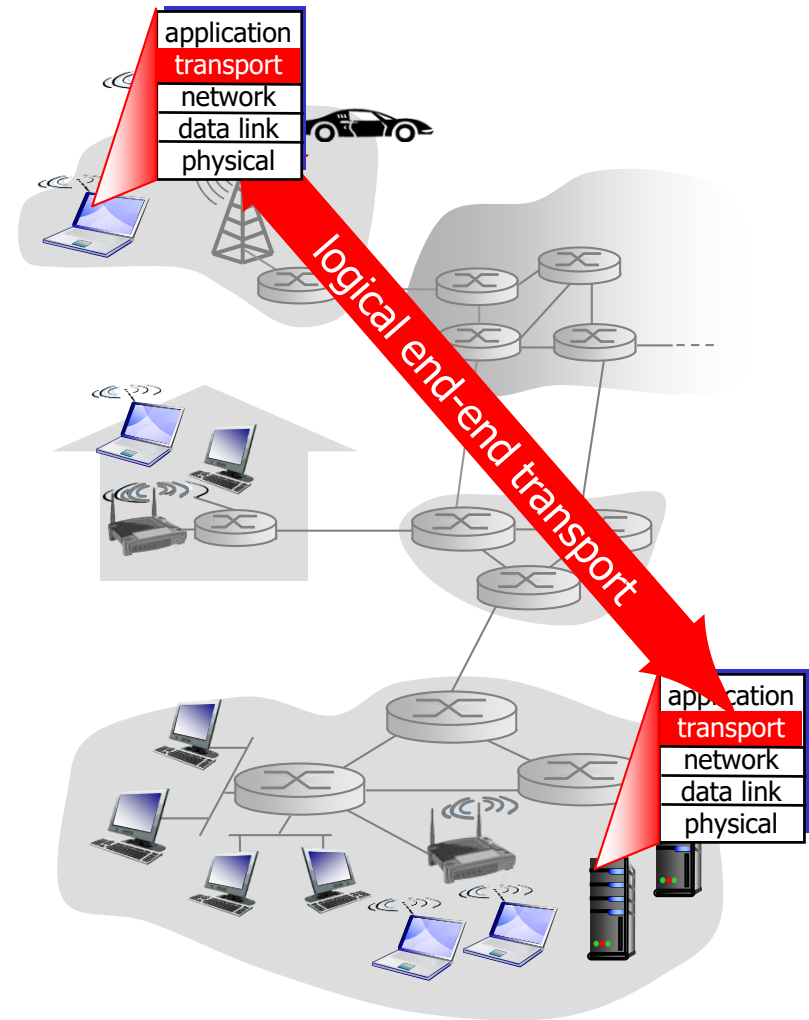 application
transport
network
data link
physical
logical end-end transport
application
transport
network
data link
physical